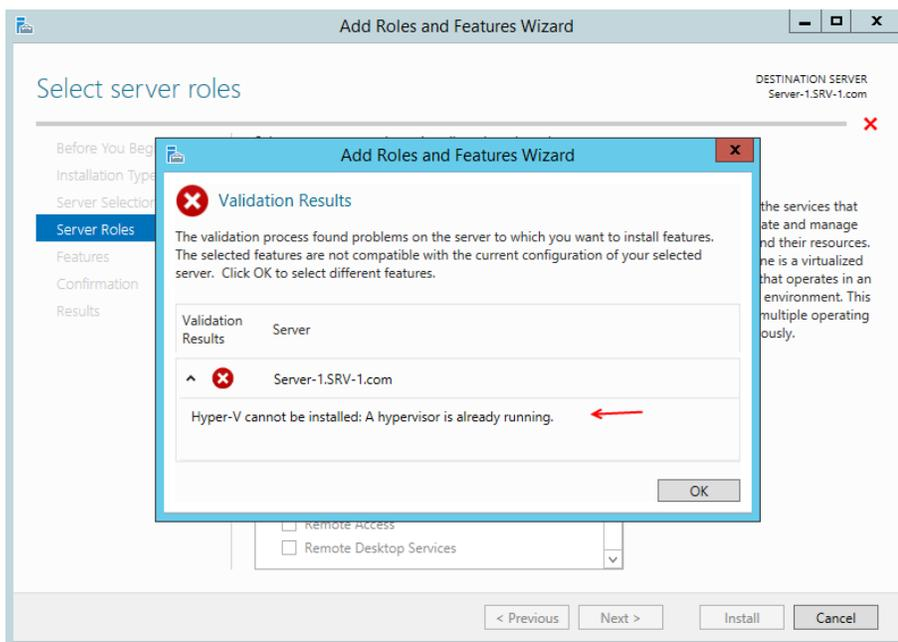 Add Roles and Features Wizard
Select server roles
DESTINATION SERVER
Server-1.SRV-1.com
Before You Beg
Installation Type
Server Selection
Server Roles
Features
Confirmation
Results
Add Roles and Features Wizard
Validation Results
The validation process found problems on the server to which you want to install features.
The selected features are not compatible with the current configuration of your selected
server. Click OK to select different features.
Validation
Results
Server
Server-1.SRV-1.com
Hyper-V cannot be installed: A hypervisor is already running.
OK
the services that
ate and manage
nd their resources.
ne is a virtualized
that operates in an
environment. This
multiple operating
ously.
Remote Access
Remote Desktop Services
< Previous
Next >
Install
Cancel